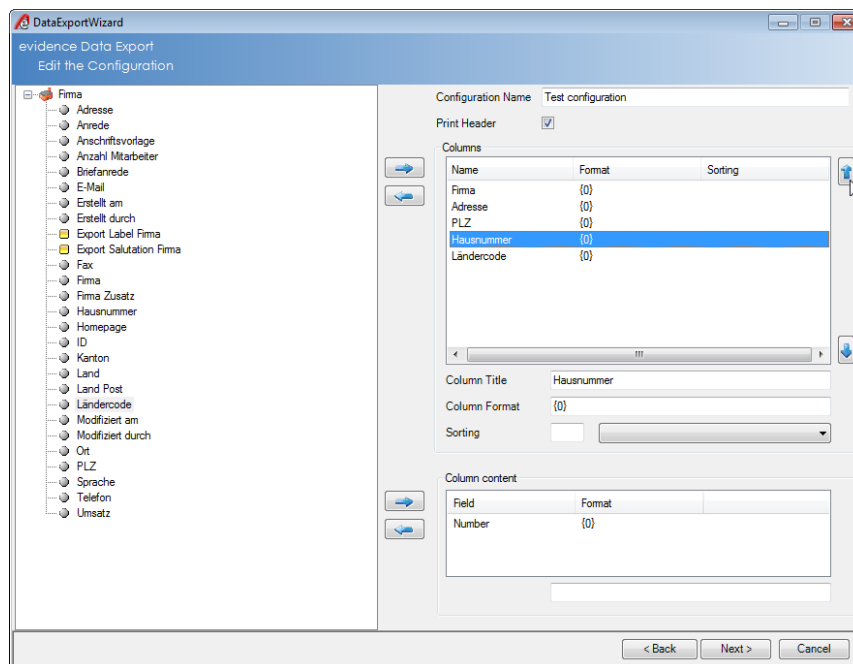 DataExportWizard
evidence Data Export
Edit the Configuration
Firma
Adresse
Anrede
Anschriftsvorlage
Anzahl Mitarbeiter
Briefanrede
E-Mail
Erstellt am
Erstellt durch
Export Label Firma
Export Salutation Firma
Fax
Firma
Firma Zusatz
Hausnummer
Homepage
ID
Kanton
Land
Land Post
Ländercode
Modifiziert am
Modifiziert durch
Ort
PLZ
Sprache
Telefon
Umsatz
Configuration Name Test configuration
Print Header
Columns
Name Format Sorting
Firma {0}
Adresse {0}
PLZ {0}
Hausnummer {0}
Ländercode {0}
Column Title Hausnummer
Column Format {0}
Sorting
Column content
Field Format
Number {0}
< Back Next > Cancel